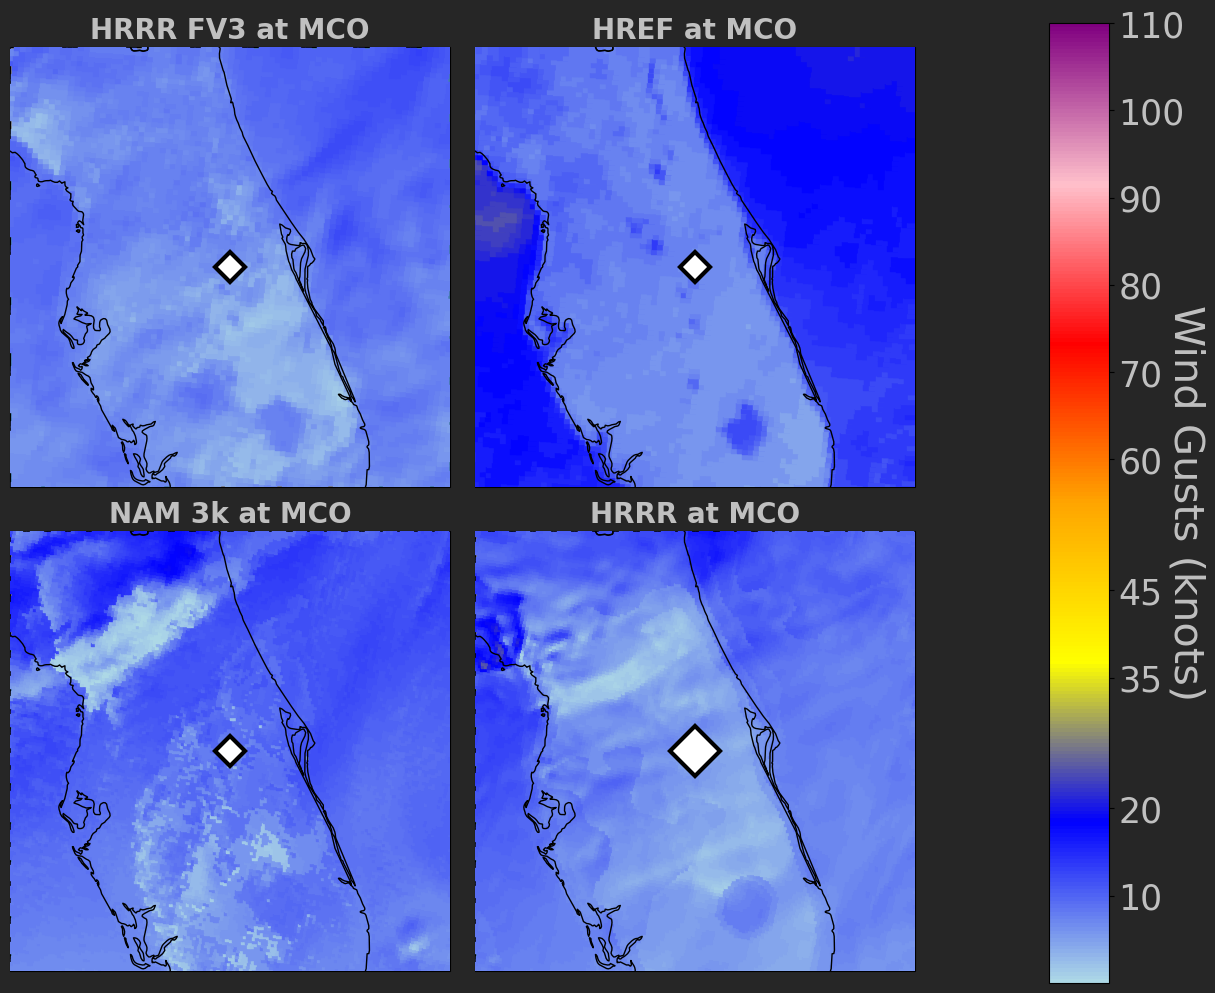 HRRR FV3 at MCO
HREF at MCO
NAM 3k at MCO
HRRR at MCO
110
100
90
80
70
60
45
35
20
10
Wind Gusts (knots)